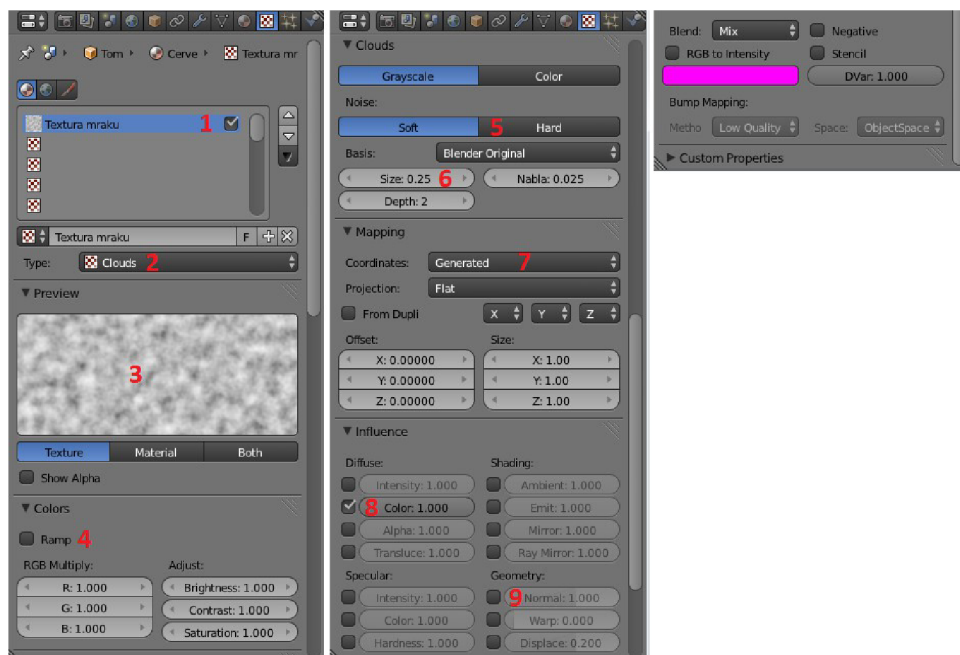 Tom Cerve Textura mr
Textura mraku 1
Textura mraku F
Type: Clouds 2
Preview
3
Texture Material Both
Show Alpha
Colors
Ramp 4
RGB Multiply: Adjust:
R: 1.000 Brightness: 1.000
G: 1.000 Contrast: 1.000
B: 1.000 Saturation: 1.000
Clouds
Grayscale Color
Noise:
Soft 5 Hard
Basis: Blender Original
Size: 0.25 6 Nabla: 0.025
Depth: 2
Mapping
Coordinates: Generated 7
Projection: Flat
From Dupli X Y Z
Offset: Size:
X: 0.00000 X: 1.00
Y: 0.00000 Y: 1.00
Z: 0.00000 Z: 1.00
Influence
Diffuse: Shading:
Intensity: 1.000 Ambient: 1.000
8 Color: 1.000 Emit: 1.000
Alpha: 1.000 Mirror: 1.000
Transluce: 1.000 Ray Mirror: 1.000
Specular: Geometry:
Intensity: 1.000 9 Normal: 1.000
Color: 1.000 Warp: 0.000
Hardness: 1.000 Displace: 0.200
Blend: Mix Negative
RGB to Intensity Stencil
DVar: 1.000
Bump Mapping:
Metho Low Quality Space: ObjectSpace
Custom Properties